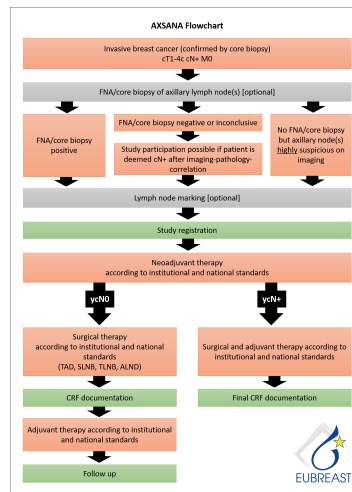 AXSANA Flowchart
Invasive breast cancer (confirmed by core biopsy)
cT1-4c cN+ M0
FNA/core biopsy of axillary lymph node(s) [optional]
FNA/core biopsy
positive
FNA/core biopsy negative or inconclusive
Study participation possible if patient is
deemed cN+ after imaging-pathology-
correlation
No FNA/core biopsy
but axillary node(s)
highly suspicious on
imaging
Lymph node marking [optional]
Study registration
Neoadjuvant therapy
according to institutional and national standards
ycN0
ycN+
Surgical therapy
according to institutional and national
standards
(TAD, SLNB, TLNB, ALND)
Surgical and adjuvant therapy according to
institutional and national standards
CRF documentation
Final CRF documentation
Adjuvant therapy according to institutional
and national standards
Follow up
EUBREAST